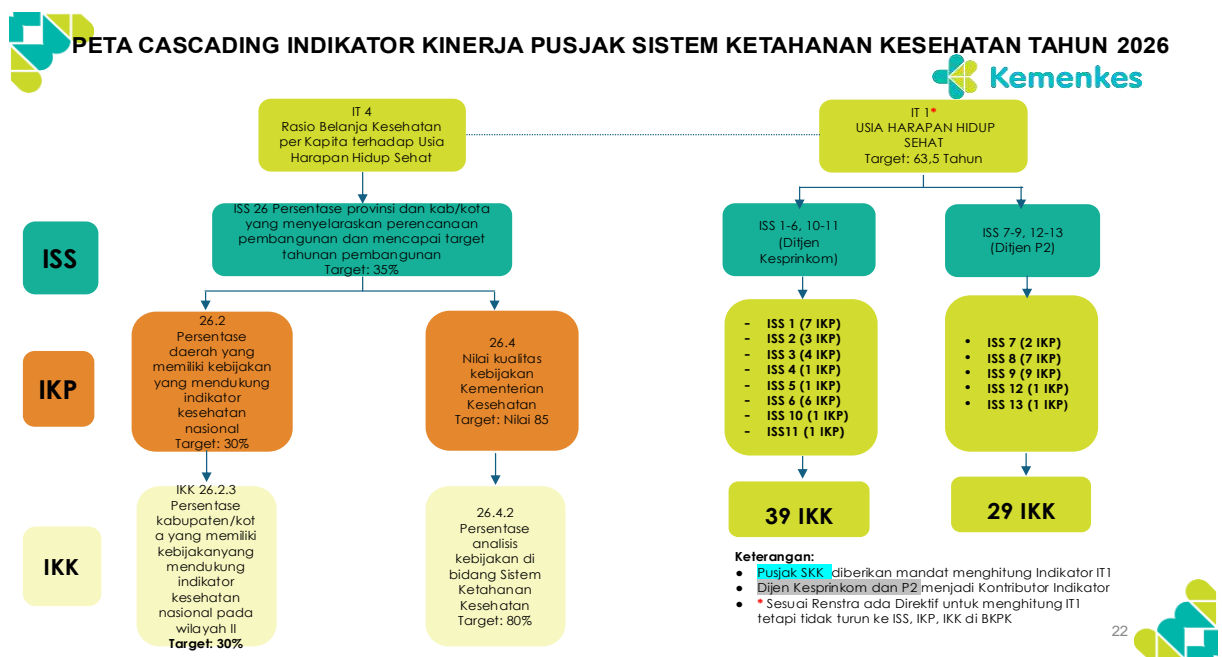 PETA CASCADING INDIKATOR KINERJA PUSJAK SISTEM KETAHANAN KESEHATAN TAHUN 2026
Kemenkes
IT 4
Rasio Belanja Kesehatan
per Kapita terhadap Usia
Harapan Hidup Sehat
IT 1*
USIA HARAPAN HIDUP
SEHAT
Target: 63,5 Tahun
ISS
ISS 26 Persentase provinsi dan kab/kota
yang menyelaraskan perencanaan
pembangunan dan mencapai target
tahunan pembangunan
Target: 35%
ISS 1-6, 10-11
(Ditjen
Kesprinkom)
ISS 7-9, 12-13
(Ditjen P2)
IKP
26.2
Persentase
daerah yang
memiliki kebijakan
yang mendukung
indikator
kesehatan
nasional
Target: 30%
26.4
Nilai kualitas
kebijakan
Kementerian
Kesehatan
Target: Nilai 85
- ISS 1 (7 IKP)
- ISS 2 (3 IKP)
- ISS 3 (4 IKP)
- ISS 4 (1 IKP)
- ISS 5 (1 IKP)
- ISS 6 (6 IKP)
- ISS 10 (1 IKP)
- ISS11 (1 IKP)
• ISS 7 (2 IKP)
• ISS 8 (7 IKP)
• ISS 9 (9 IKP)
• ISS 12 (1 IKP)
• ISS 13 (1 IKP)
IKK
IKK 26.2.3
Persentase
kabupaten/kot
a yang memiliki
kebijakanyang
mendukung
indikator
kesehatan
nasional pada
wilayah II
Target: 30%
26.4.2
Persentase
analisis
kebijakan di
bidang Sistem
Ketahanan
Kesehatan
Target: 80%
39 IKK
29 IKK
Keterangan:
● Pusjak SKK diberikan mandat menghitung Indikator IT1
● Dijen Kesprinkom dan P2 menjadi Kontributor Indikator
● * Sesuai Renstra ada Direktif untuk menghitung IT1
tetapi tidak turun ke ISS, IKP, IKK di BKPK
22